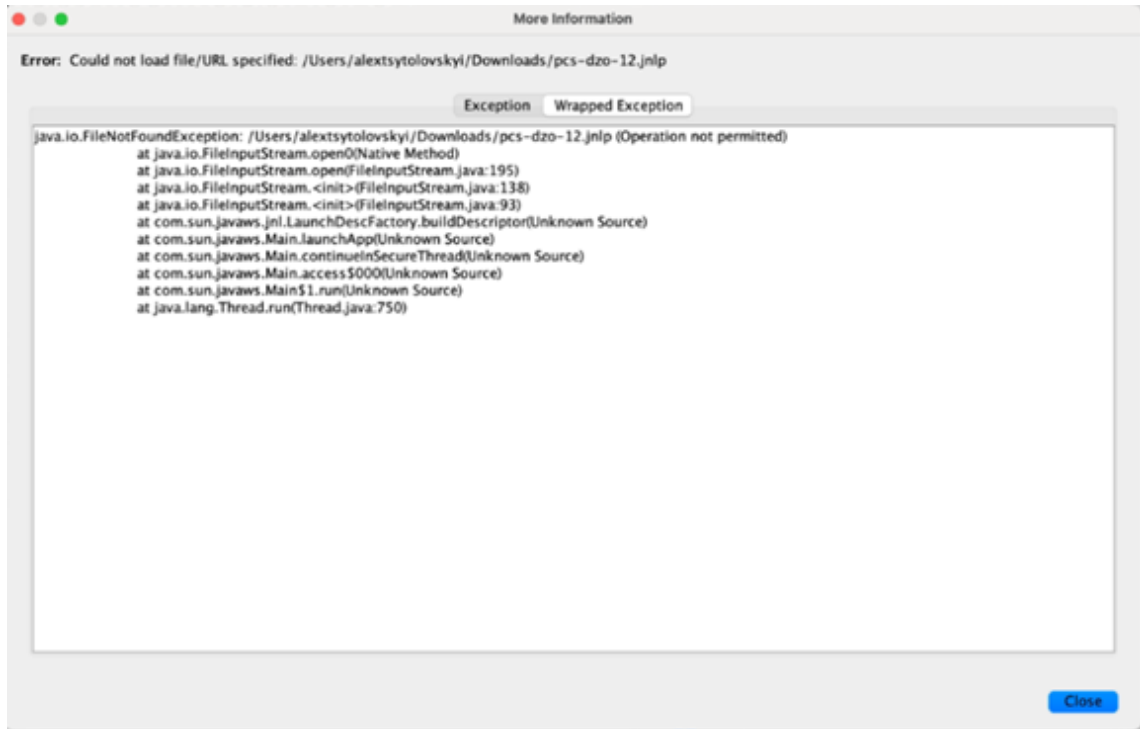 More Information
Error: Could not load file/URL specified: /Users/alextsytolovskyi/Downloads/pcs-dzo-12.jnlp
Exception Wrapped Exception
java.io.FileNotFoundException: /Users/alextsytolovskyi/Downloads/pcs-dzo-12.jnlp (Operation not permitted)
at java.io.FileInputStream.open0(Native Method)
at java.io.FileInputStream.open(FileInputStream.java:195)
at java.io.FileInputStream.<init>(FileInputStream.java:138)
at java.io.FileInputStream.<init>(FileInputStream.java:93)
at com.sun.javaws.jnl.LaunchDescFactory.buildDescriptor(Unknown Source)
at com.sun.javaws.Main.launchApp(Unknown Source)
at com.sun.javaws.Main.continueInSecureThread(Unknown Source)
at com.sun.javaws.Main.access$000(Unknown Source)
at com.sun.javaws.Main$1.run(Unknown Source)
at java.lang.Thread.run(Thread.java:750)
Close